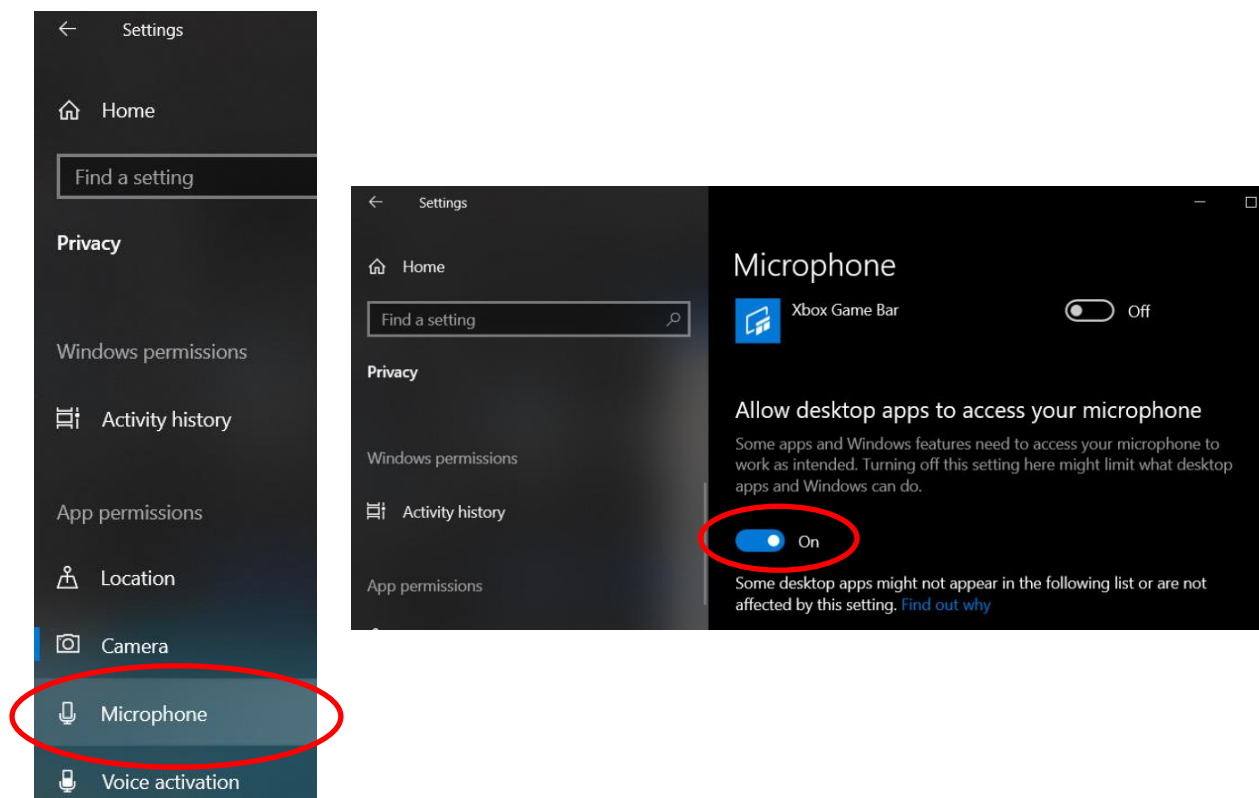 Settings
Home
Find a setting
Privacy
Windows permissions
Activity history
App permissions
Location
Camera
Microphone
Voice activation
Settings
Home
Find a setting
Privacy
Windows permissions
Activity history
App permissions
Microphone
Xbox Game Bar
Off
Allow desktop apps to access your microphone
Some apps and Windows features need to access your microphone to
work as intended. Turning off this setting here might limit what desktop
apps and Windows can do.
On
Some desktop apps might not appear in the following list or are not
affected by this setting. Find out why